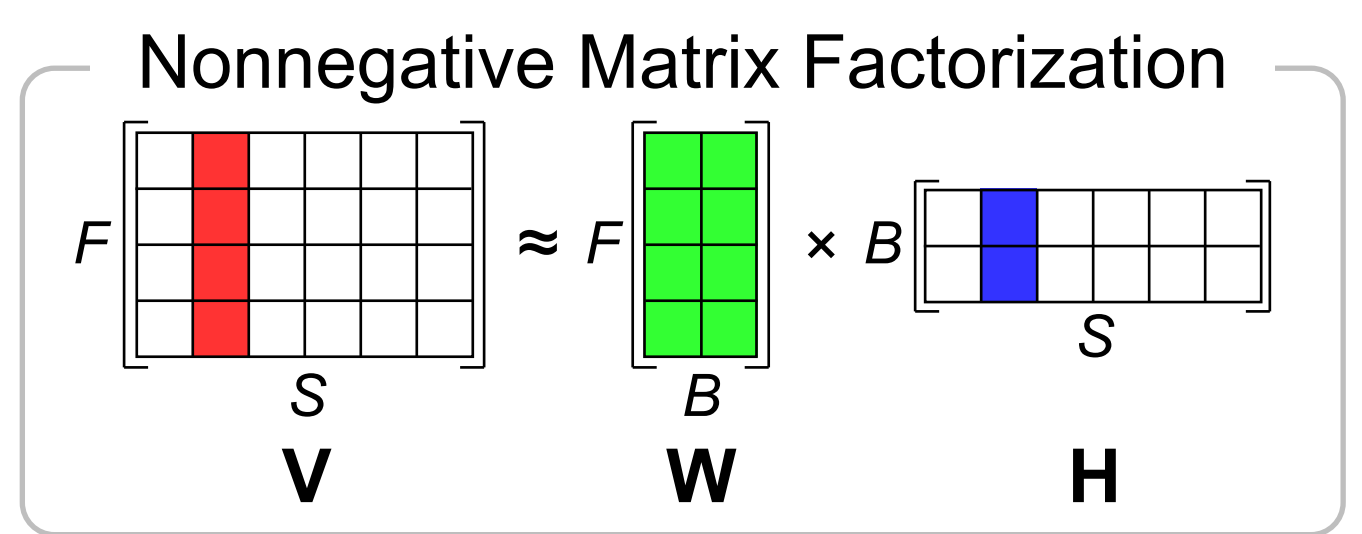 Nonnegative Matrix Factorization
F ≈ F × B
S B S
V W H